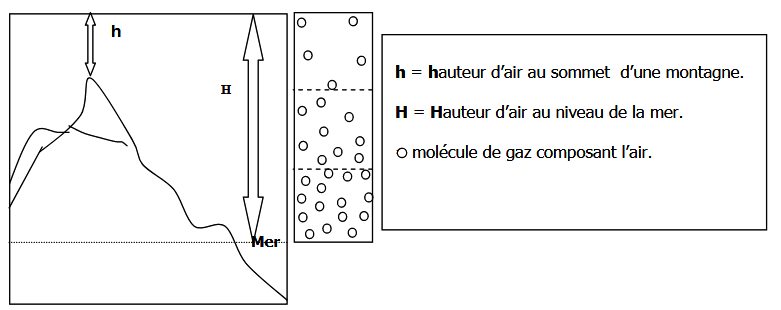 h
H
Mer
h = hauteur d'air au sommet d'une montagne.
H = Hauteur d'air au niveau de la mer.
molécule de gaz composant l'air.